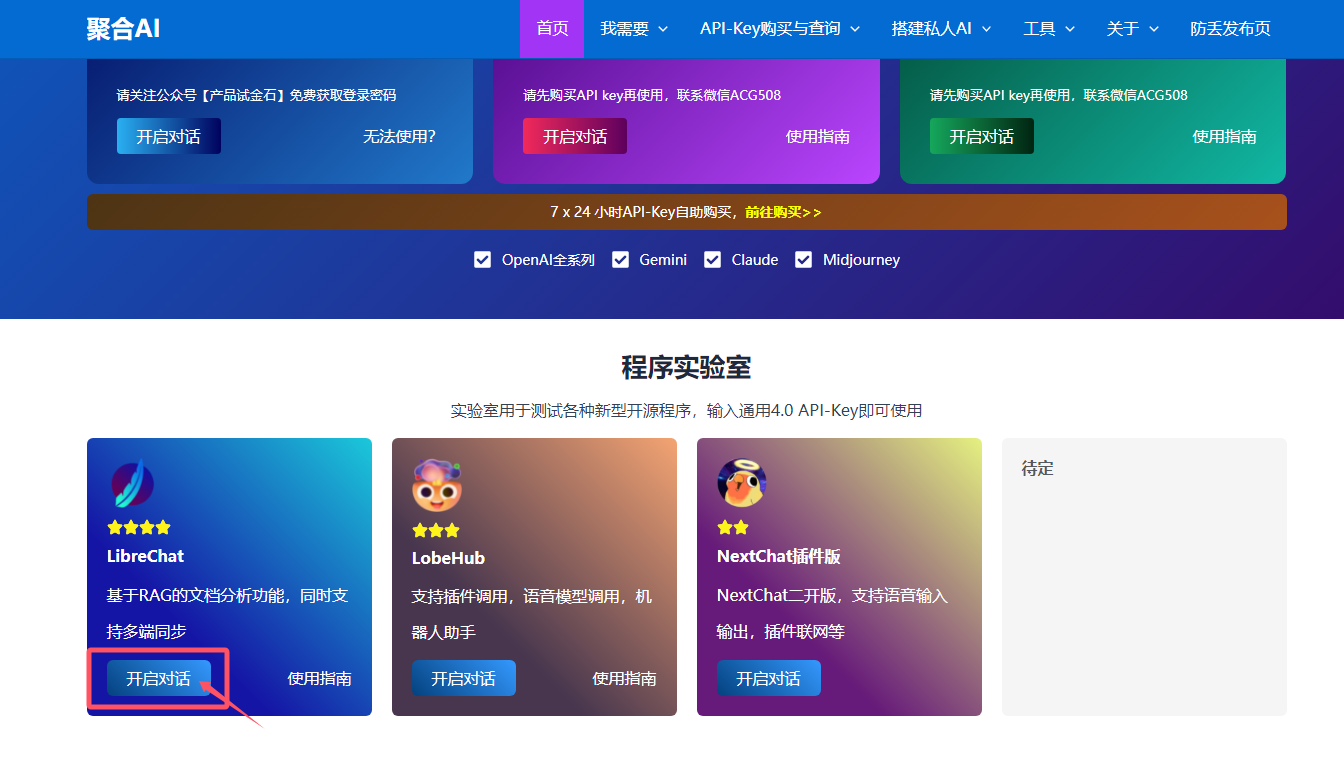 聚合AI
首页
我需要
API-Key购买与查询
搭建私人AI
工具
关于
防丢发布页
请关注公众号【产品试金石】免费获取登录密码
开启对话
无法使用?
请先购买API key再使用，联系微信ACG508
开启对话
使用指南
请先购买API key再使用，联系微信ACG508
开启对话
使用指南
7 x 24 小时API-Key自助购买，前往购买>>
OpenAI全系列
Gemini
Claude
Midjourney
程序实验室
实验室用于测试各种新型开源程序，输入通用4.0 API-Key即可使用
LibreChat
基于RAG的文档分析功能，同时支
持多端同步
开启对话
使用指南
LobeHub
支持插件调用，语音模型调用，机
器人助手
开启对话
使用指南
NextChat插件版
NextChat二开版，支持语音输入
输出，插件联网等
开启对话
待定